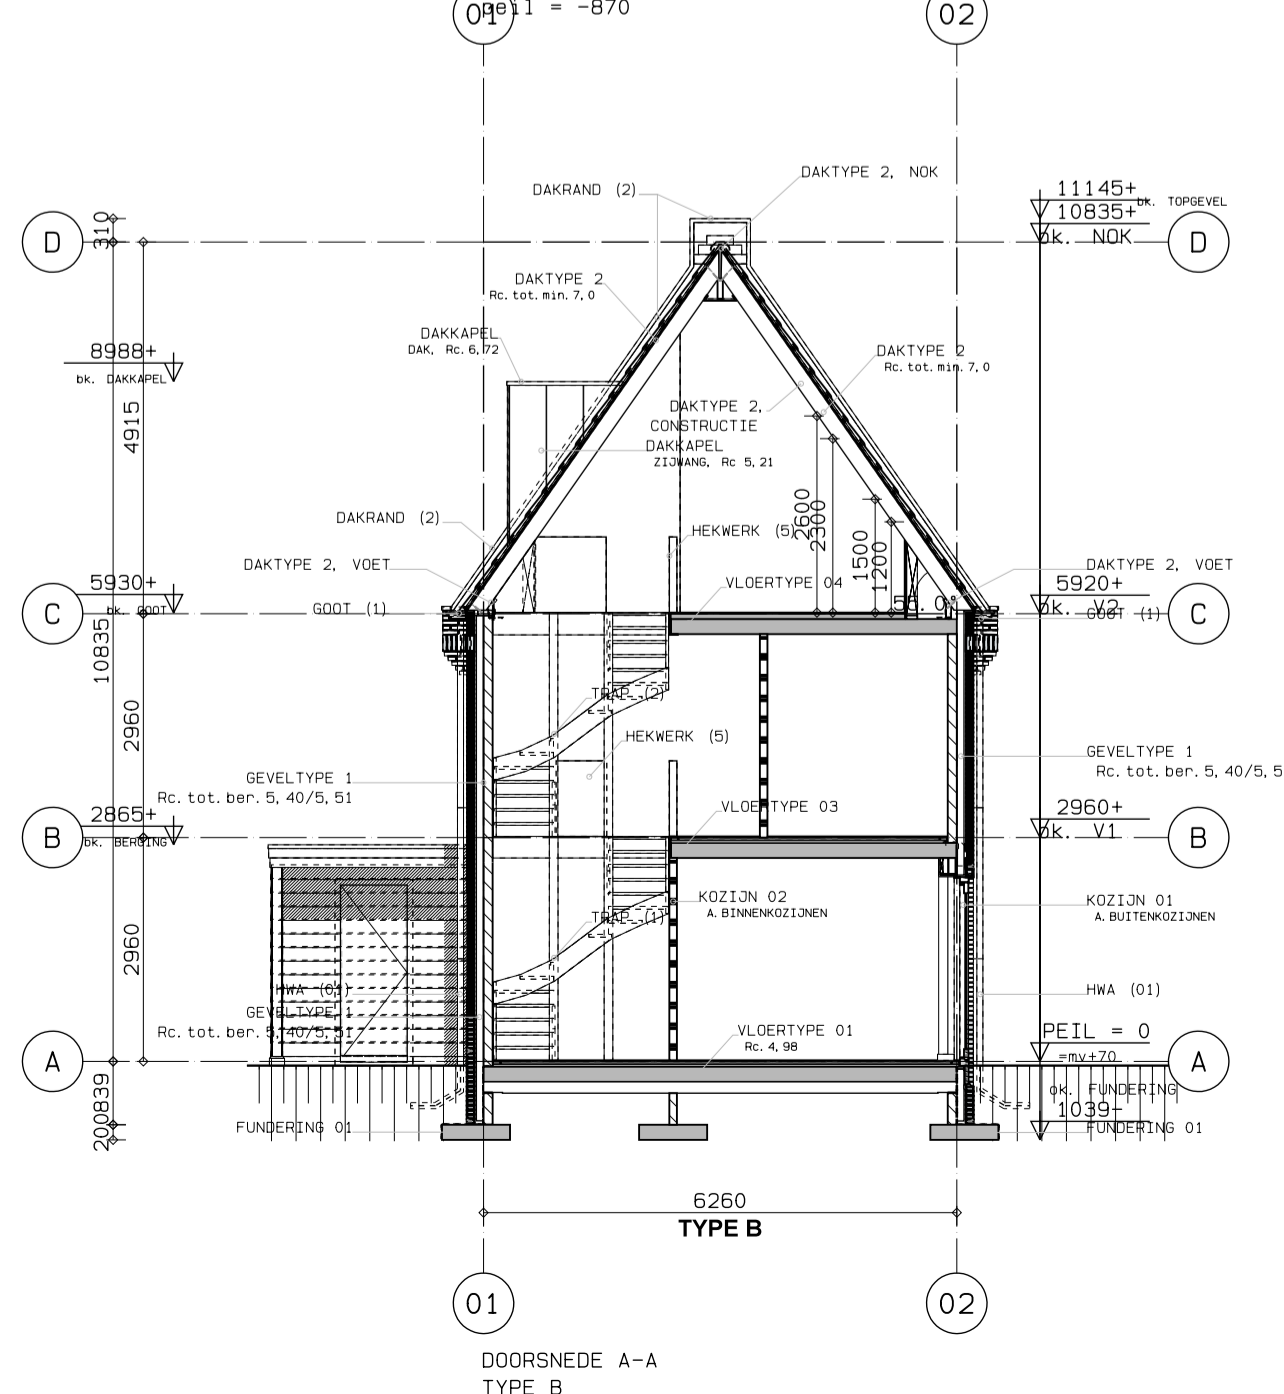 01
peil = -870
02
DAKTYPE 2, NOK
DAKRAND (2)
11145+
bk. TOPGEVEL
10835+
bk. NOK
310
D
D
DAKTYPE 2
Rc. tot. min. 7,0
DAKKAPEL
DAK, Rc. 6,72
8988+
bk. DAKKAPEL
DAKTYPE 2
Rc. tot. min. 7,0
4915
DAKTYPE 2,
CONSTRUCTIE
DAKKAPEL
ZIJWANG, Rc 5,21
2600
2300
1500
1200
DAKRAND (2)
HEKWERK (5)
DAKTYPE 2, VOET
DAKTYPE 2, VOET
5930+
bk. GOOT
VLOERTYPE 04
5920+
bk. V2
GOOT (1)
GOOT (1)
C
C
10835
2960
TRAP (2)
HEKWERK (5)
GEVELTYPE 1
Rc. tot. ber. 5,40/5,51
GEVELTYPE 1
Rc. tot. ber. 5,40/5,5
2865+
bk. BERGING
VLOERTYPE 03
2960+
bk. V1
B
B
KOZIJN 02
A. BINNENKOZIJNEN
KOZIJN 01
A. BUITENKOZIJNEN
TRAP (1)
2960
HWA (01)
HWA (01)
GEVELTYPE 1
Rc. tot. ber. 5,40/5,51
VLOERTYPE 01
Rc. 4,98
PEIL = 0
=mv+70
A
A
ok. FUNDERING
1039-
839
200
FUNDERING 01
FUNDERING 01
6260
TYPE B
01
02
DOORSNEDE A-A
TYPE B